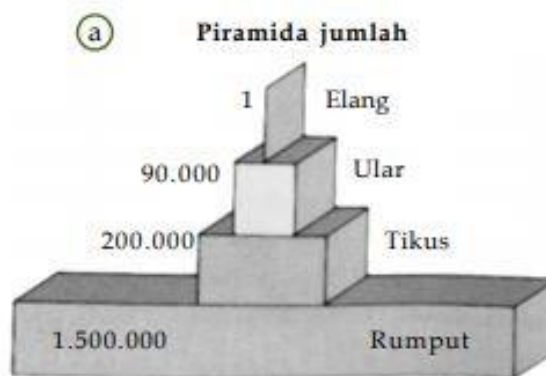 a Piramida jumlah
1 Elang
90.000 Ular
200.000 Tikus
1.500.000 Rumput